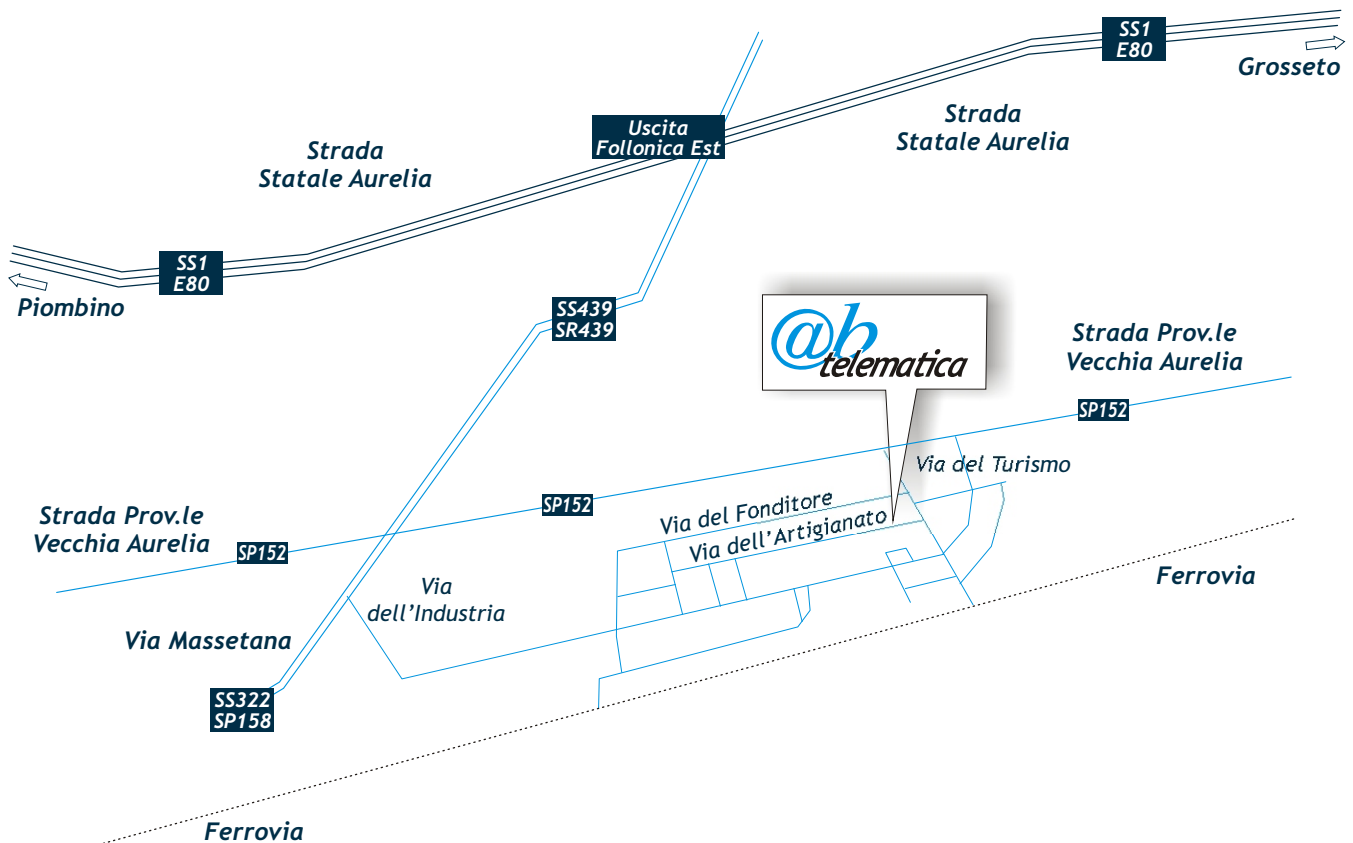 SS1
E80
Grosseto
Strada
Statale Aurelia
Uscita
Follonica Est
Strada
Statale Aurelia
SS1
E80
Piombino
SS439
SR439
@b
telematica
Strada Prov.le
Vecchia Aurelia
SP152
Via del Turismo
SP152
Via del Fonditore
Via dell'Artigianato
Strada Prov.le
Vecchia Aurelia
SP152
Via
dell'Industria
Ferrovia
Via Massetana
SS322
SP158
Ferrovia